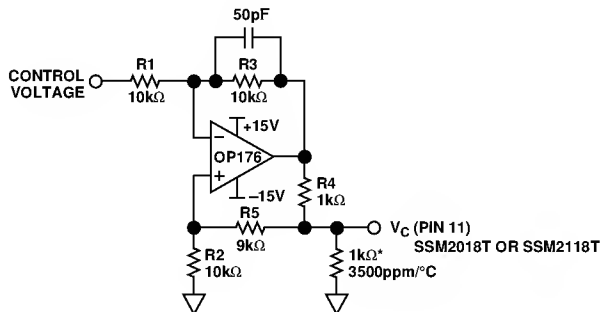 50pF
R1
R3
CONTROL
VOLTAGE
10kΩ
10kΩ
+15V
−
OP176
+
−15V
R4
1kΩ
R5
9kΩ
VC (PIN 11)
SSM2018T OR SSM2118T
R2
10kΩ
1kΩ*
3500ppm/°C